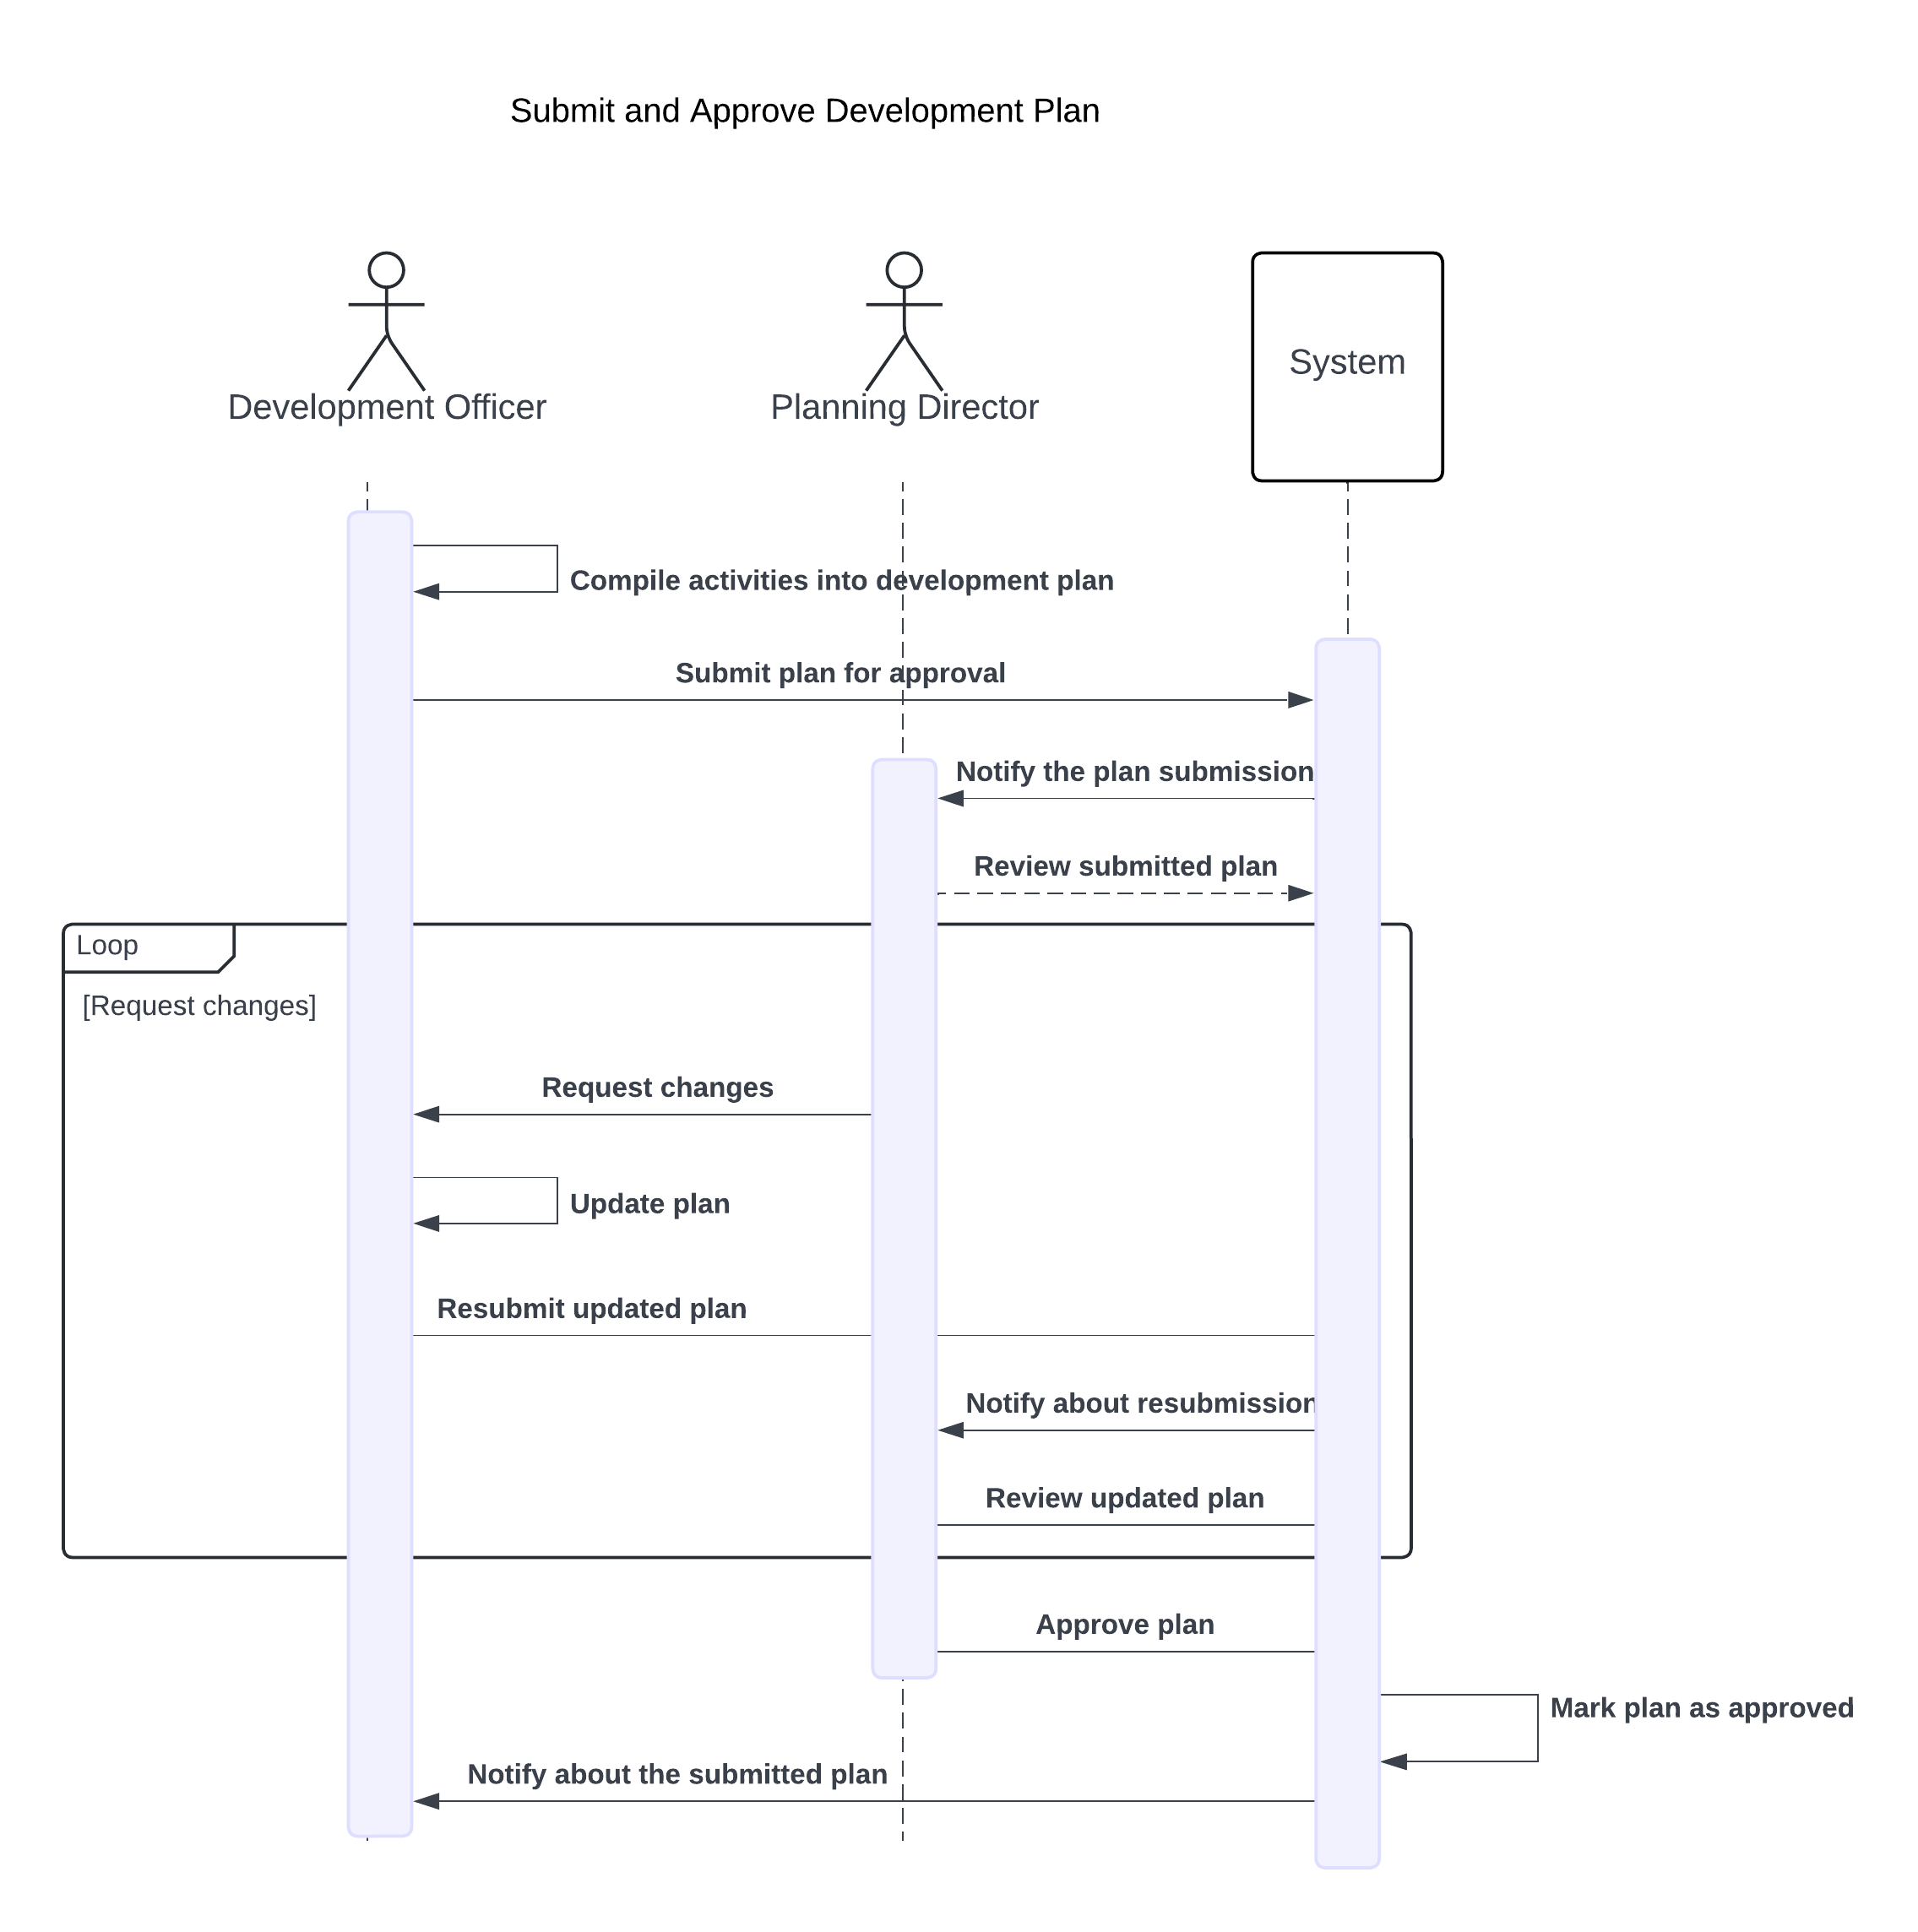 Submit and Approve Development Plan
Development Officer
Planning Director
System
Compile activities into development plan
Submit plan for approval
Notify the plan submission
Review submitted plan
Loop
[Request changes]
Request changes
Update plan
Resubmit updated plan
Notify about resubmission
Review updated plan
Approve plan
Mark plan as approved
Notify about the submitted plan